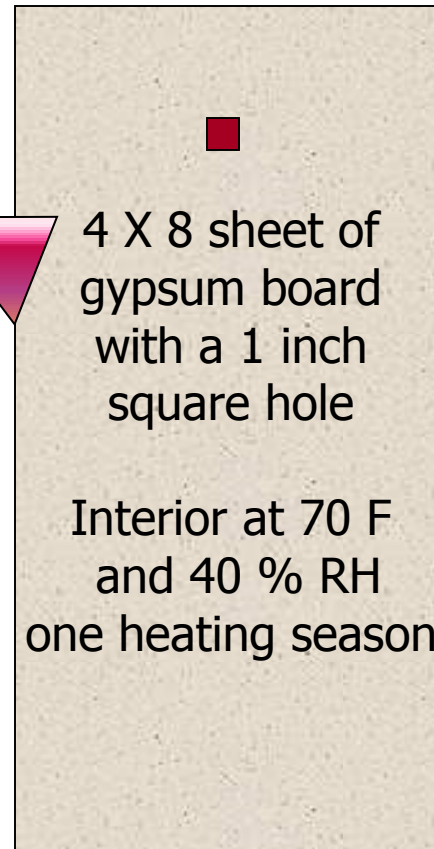 4 X 8 sheet of
gypsum board
with a 1 inch
square hole
Interior at 70 F
and 40 % RH
one heating season